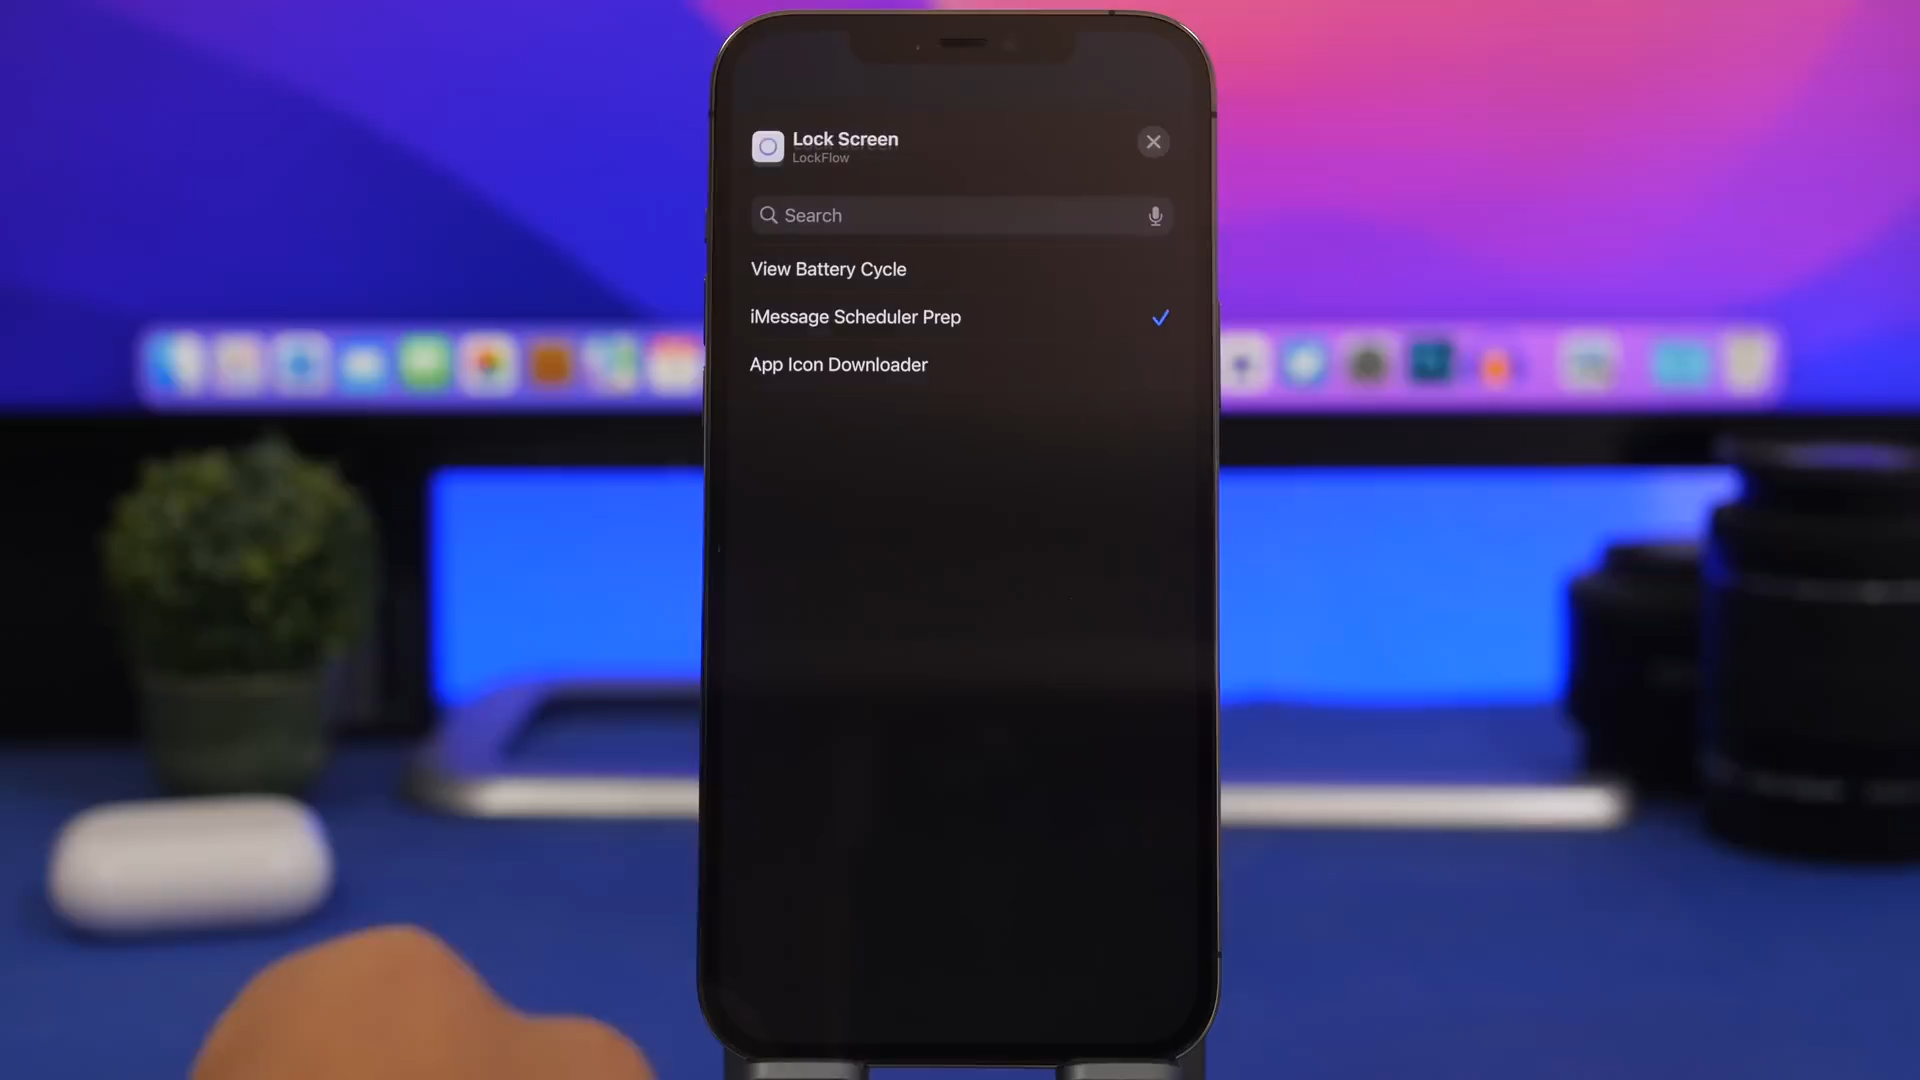 Lock Screen
LockFlow
Search
View Battery Cycle
iMessage Scheduler Prep
App Icon Downloader